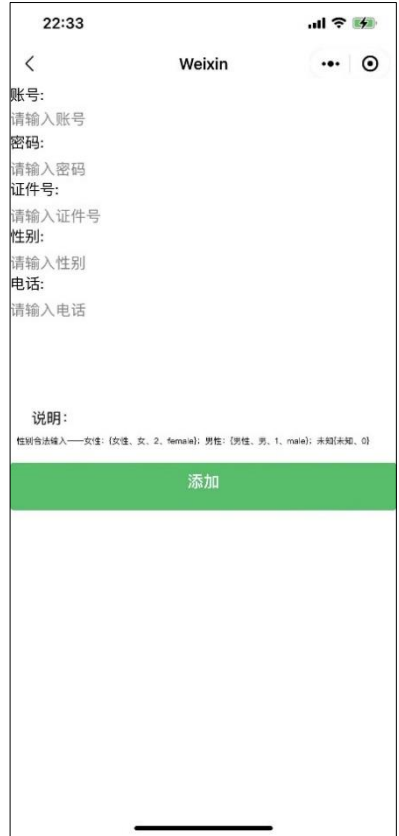 22:33
Weixin
账号:
请输入账号
密码:
请输入密码
证件号:
请输入证件号
性别:
请输入性别
电话:
请输入电话
说明：
性别合法输入——女性：{女性、女、2、female}；男性：{男性、男、1、male}；未知{未知、0}
添加